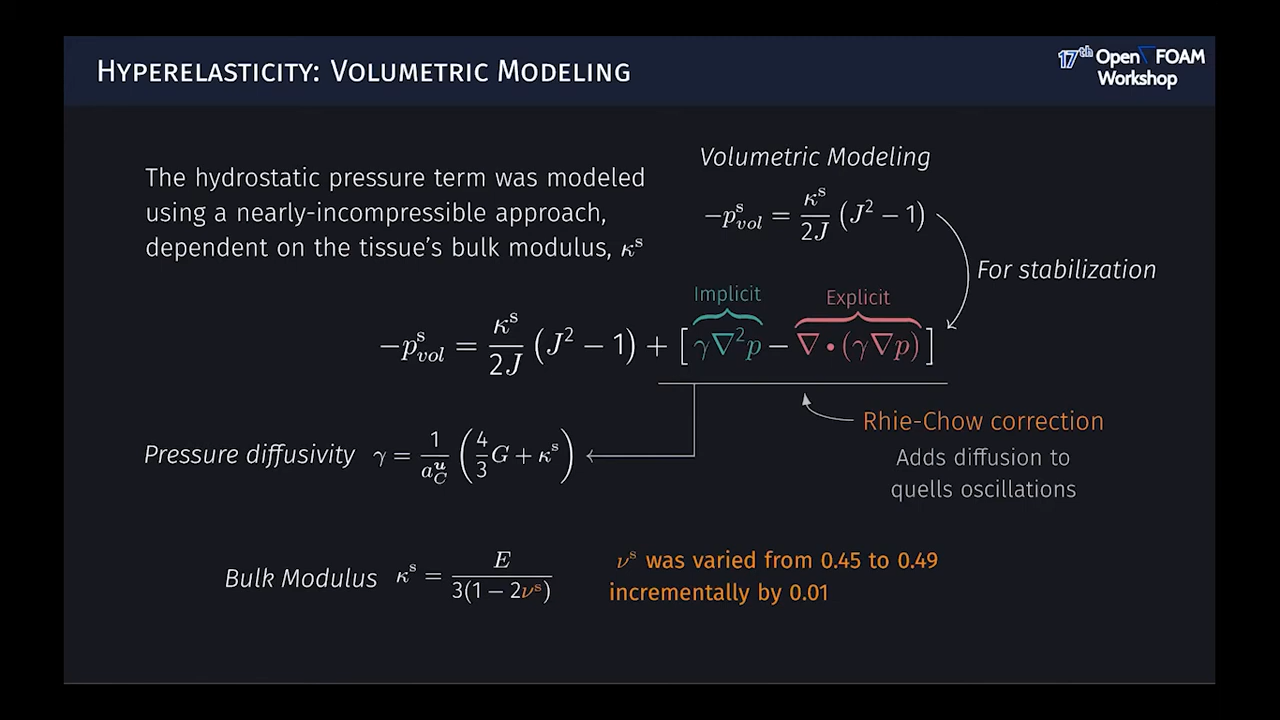 HYPERELASTICITY: VOLUMETRIC MODELING
17th Open∇FOAM
Workshop
The hydrostatic pressure term was modeled
using a nearly-incompressible approach,
dependent on the tissue's bulk modulus, κˢ
Volumetric Modeling
−pˢ_vol = κˢ/2J (J² − 1)
For stabilization
Implicit
Explicit
−pˢ_vol = κˢ/2J (J² − 1) + [γ∇²p − ∇•(γ∇p)]
Rhie-Chow correction
Adds diffusion to
quells oscillations
Pressure diffusivity γ = 1/a_C^u (4/3 G + κˢ)
Bulk Modulus κˢ = E/3(1 − 2νˢ)
νˢ was varied from 0.45 to 0.49
incrementally by 0.01